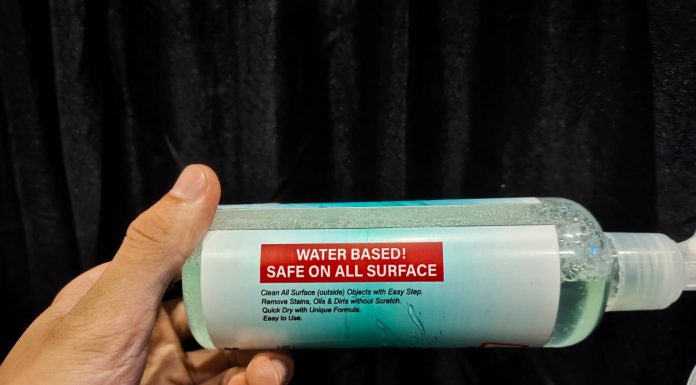 WATER BASED!
SAFE ON ALL SURFACE
Clean All Surface (outside) Objects with Easy Step.
Remove Stains, Oils & Dirts without Scratch.
Quick Dry with Unique Formula.
Easy to Use.